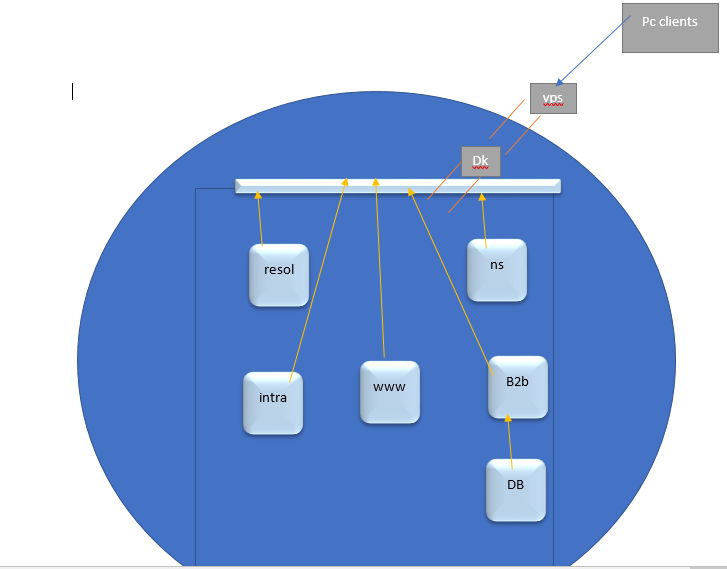 Pc clients
vps
Dk
resol
ns
intra
www
B2b
DB